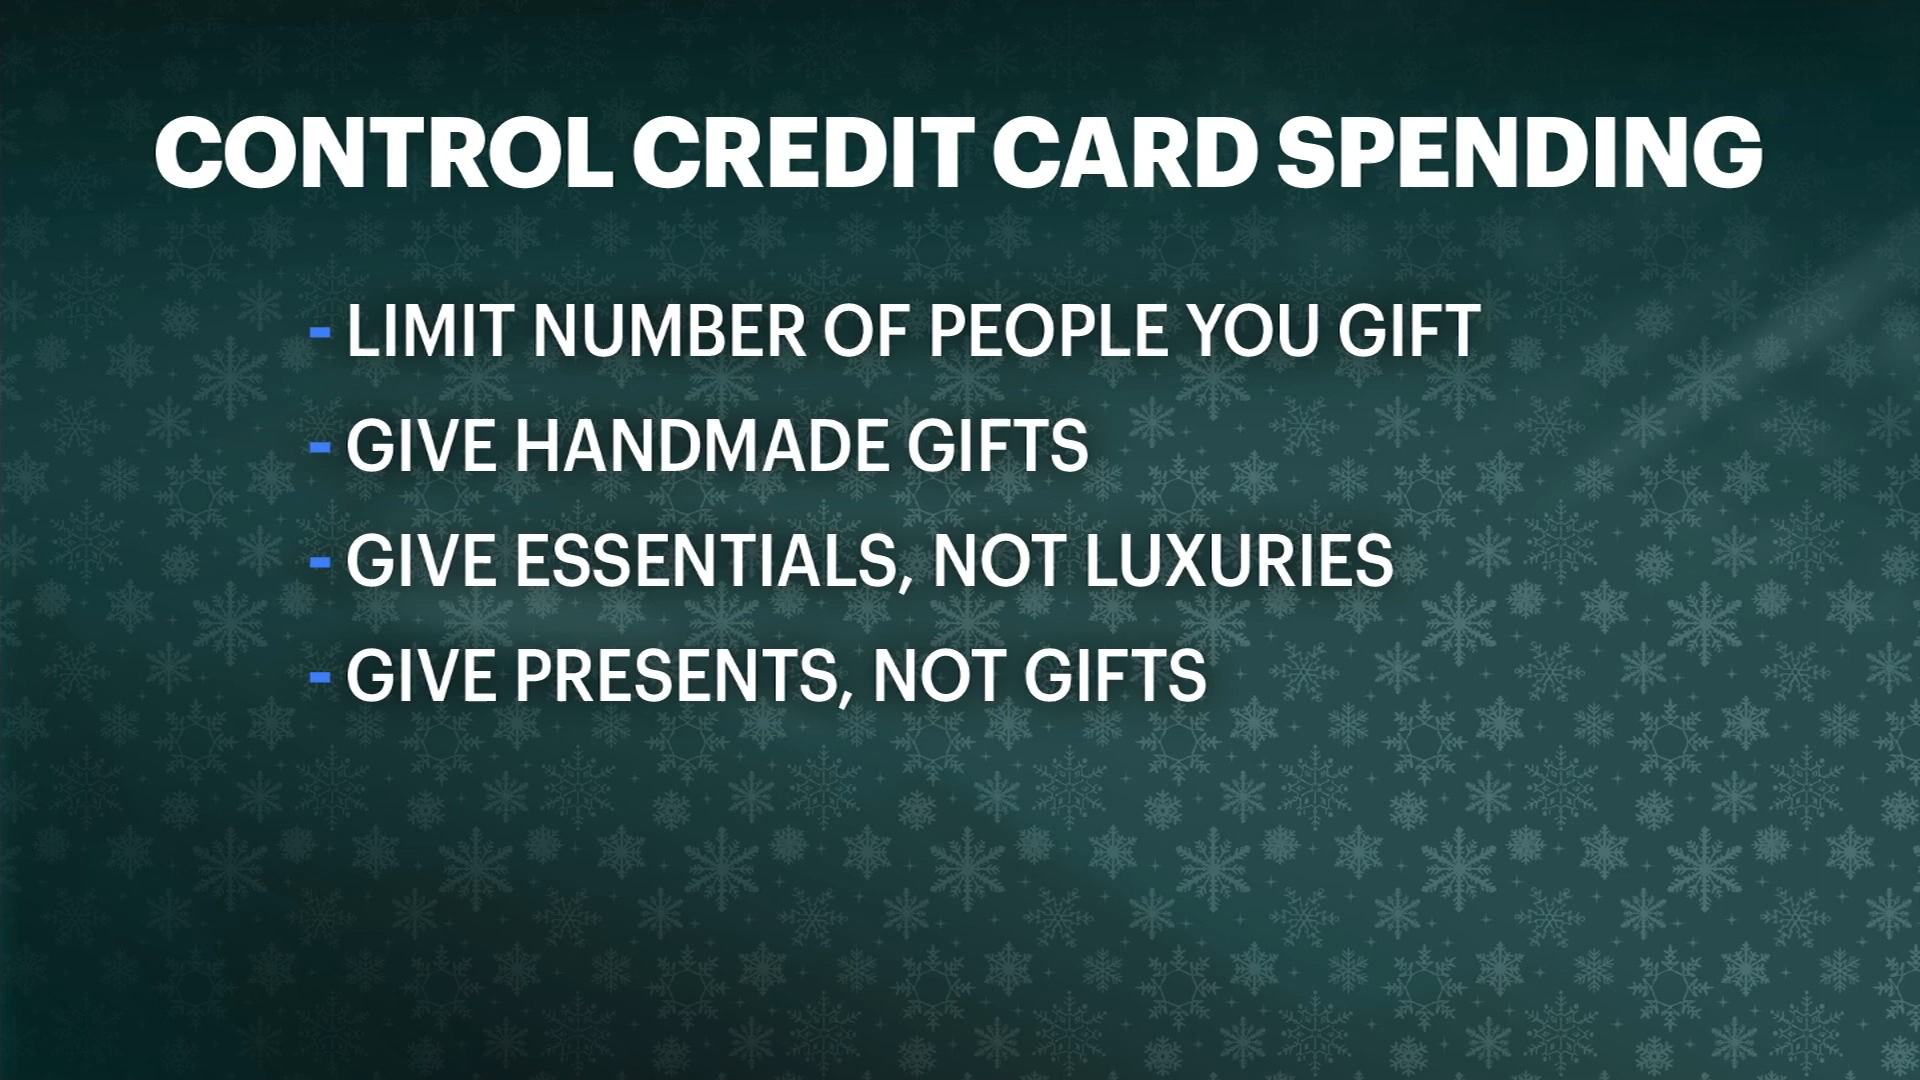 CONTROL CREDIT CARD SPENDING
- LIMIT NUMBER OF PEOPLE YOU GIFT
- GIVE HANDMADE GIFTS
- GIVE ESSENTIALS, NOT LUXURIES
- GIVE PRESENTS, NOT GIFTS